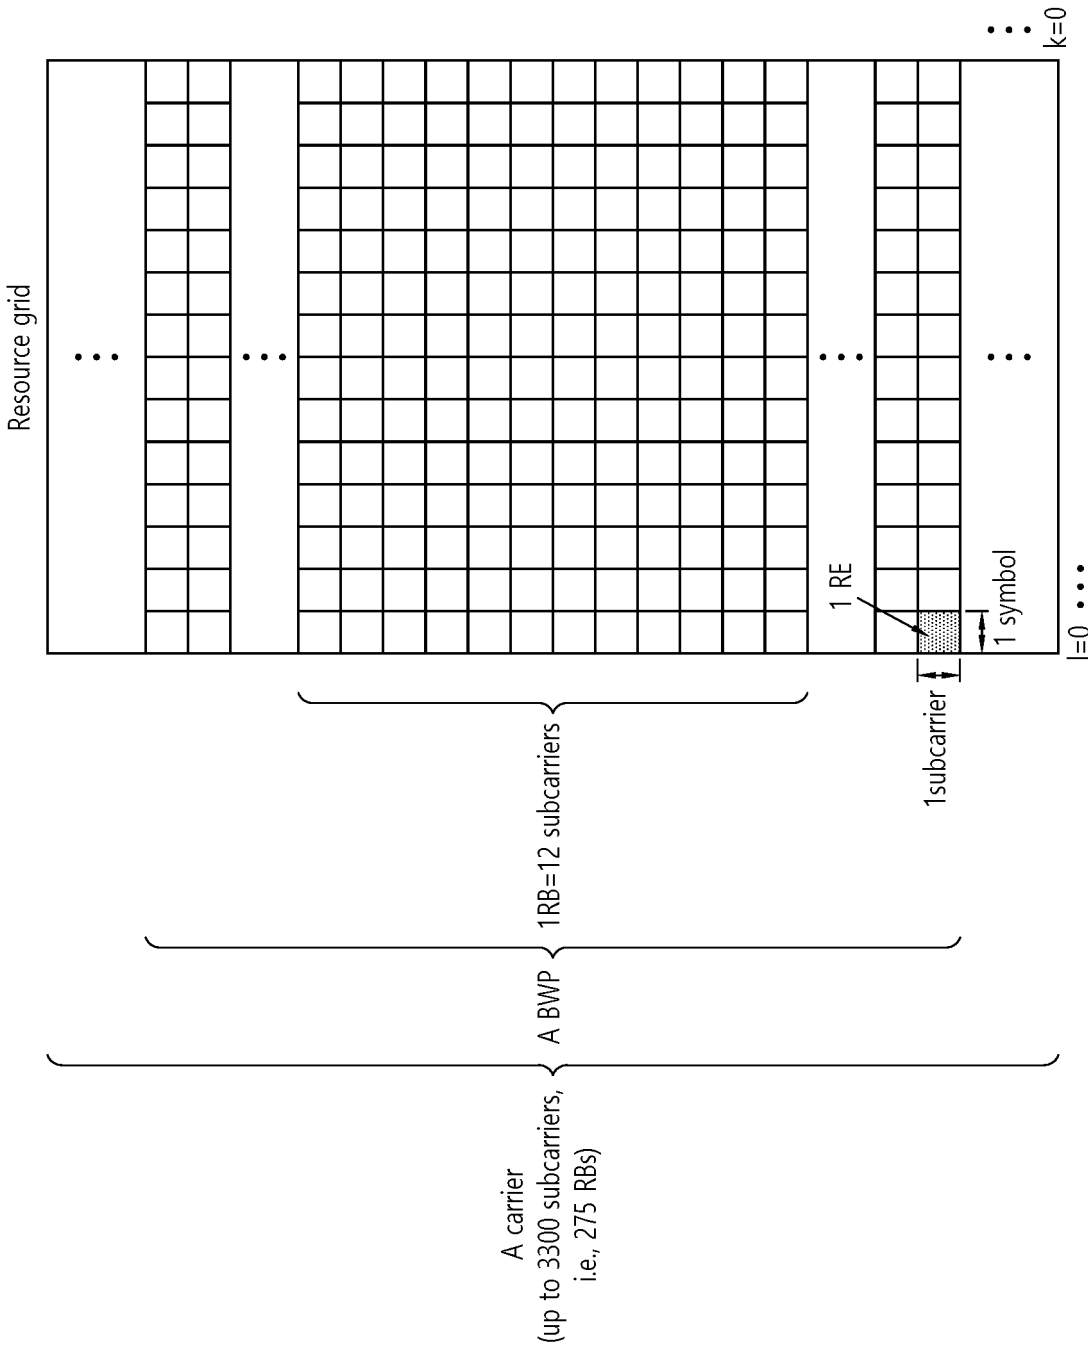 Resource grid
A carrier
(up to 3300 subcarriers,
i.e., 275 RBs)
A BWP
1RB=12 subcarriers
1 RE
1subcarrier
1 symbol
k=0
l=0